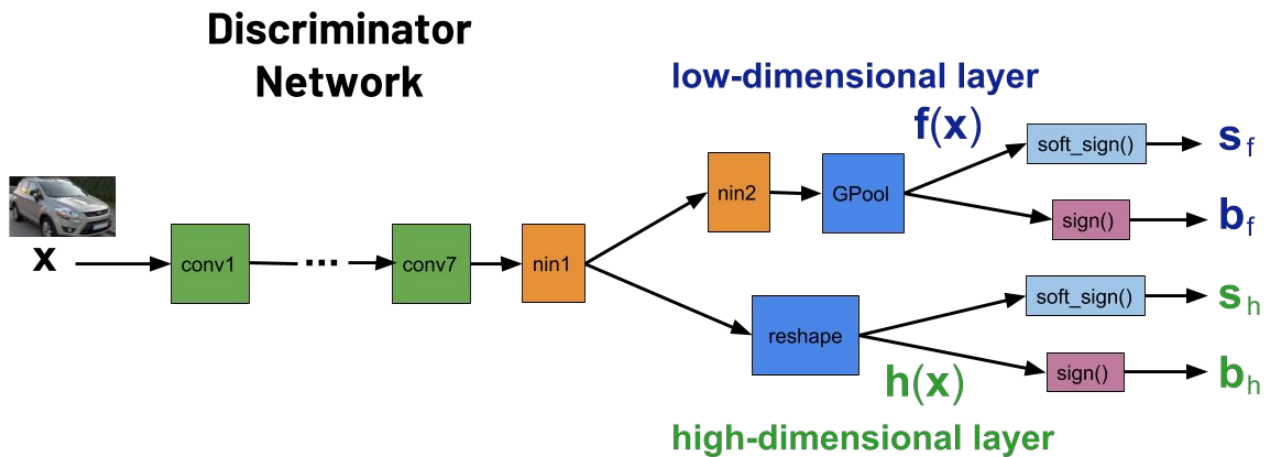 Discriminator
Network
low-dimensional layer
f(x)
soft_sign()
s f
nin2
GPool
sign()
b f
x
conv1
...
conv7
nin1
soft_sign()
s h
reshape
h(x)
sign()
b h
high-dimensional layer